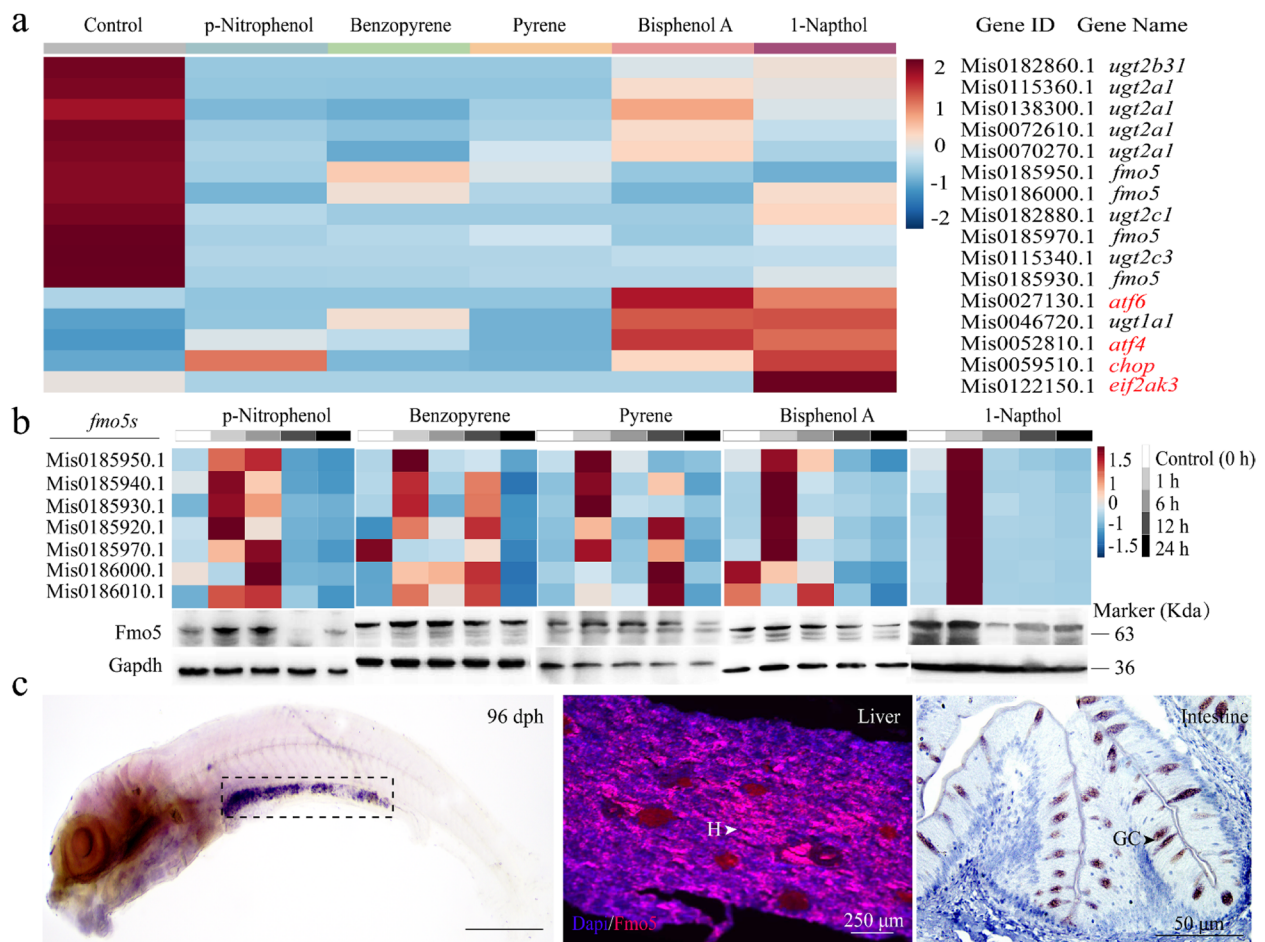 a
Control p-Nitrophenol Benzopyrene Pyrene Bisphenol A 1-Napthol Gene ID Gene Name
2
1
0
-1
-2
Mis0182860.1 ugt2b31
Mis0115360.1 ugt2a1
Mis0138300.1 ugt2a1
Mis0072610.1 ugt2a1
Mis0070270.1 ugt2a1
Mis0185950.1 fmo5
Mis0186000.1 fmo5
Mis0182880.1 ugt2c1
Mis0185970.1 fmo5
Mis0115340.1 ugt2c3
Mis0185930.1 fmo5
Mis0027130.1 atf6
Mis0046720.1 ugt1a1
Mis0052810.1 atf4
Mis0059510.1 chop
Mis0122150.1 eif2ak3
b
fmo5s p-Nitrophenol Benzopyrene Pyrene Bisphenol A 1-Napthol
Mis0185950.1
Mis0185940.1
Mis0185930.1
Mis0185920.1
Mis0185970.1
Mis0186000.1
Mis0186010.1
1.5
1
0
-1
-1.5
Control (0 h)
1 h
6 h
12 h
24 h
Marker (Kda)
Fmo5 63
Gapdh 36
c
96 dph
Liver
H
Dapi/Fmo5
250 μm
Intestine
GC
50 μm